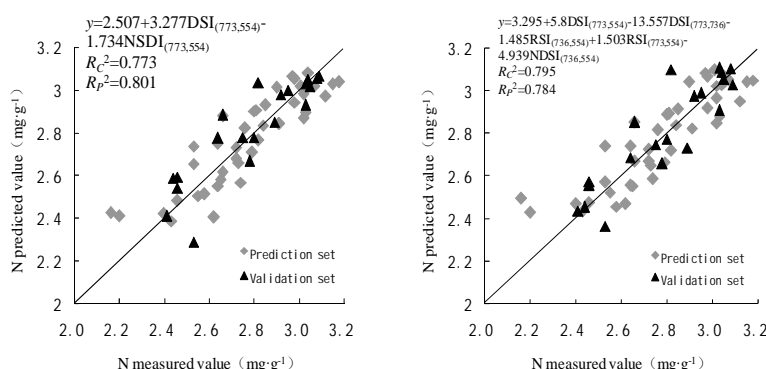 y=2.507+3.277DSI(773,554)-
1.734NSDI(773,554)
RC2=0.773
RP2=0.801
N predicted value（mg·g-1）
3.2
3.0
2.8
2.6
2.4
2.2
2
2.0 2.2 2.4 2.6 2.8 3.0 3.2
Prediction set
Validation set
N measured value（mg·g-1）
y=3.295+5.8DSI(773,554)-13.557DSI(773,736)-
1.485RSI(736,554)+1.503RSI(773,554)-
4.939NDSI(736,554)
RC2=0.795
RP2=0.784
N predicted value（mg·g-1）
3.2
3.0
2.8
2.6
2.4
2.2
2
2.0 2.2 2.4 2.6 2.8 3.0 3.2
Prediction set
Validation set
N measured value（mg·g-1）